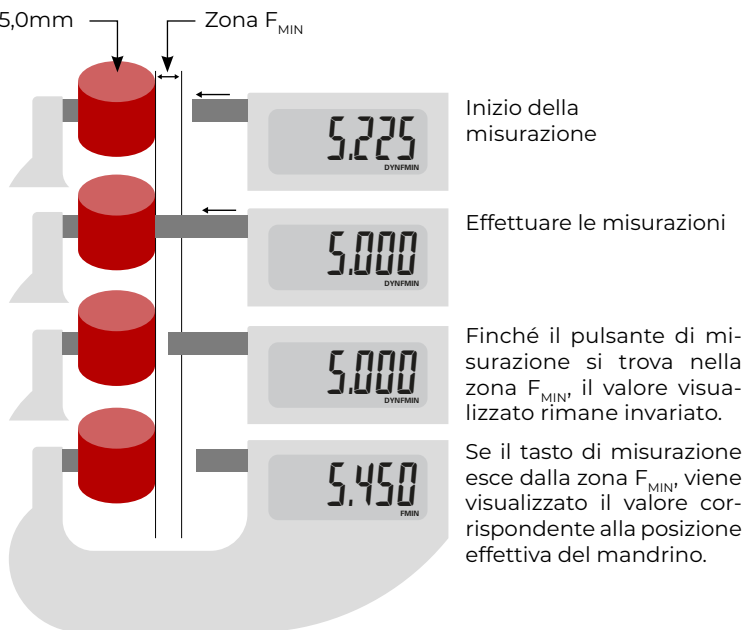 5,0mm
Zona FMIN
5.225
DYNFMIN
Inizio della
misurazione
5.000
DYNFMIN
Effettuare le misurazioni
5.000
DYNFMIN
Finché il pulsante di mi-
surazione si trova nella
zona FMIN, il valore visua-
lizzato rimane invariato.
5.450
FMIN
Se il tasto di misurazione
esce dalla zona FMIN, viene
visualizzato il valore cor-
rispondente alla posizione
effettiva del mandrino.